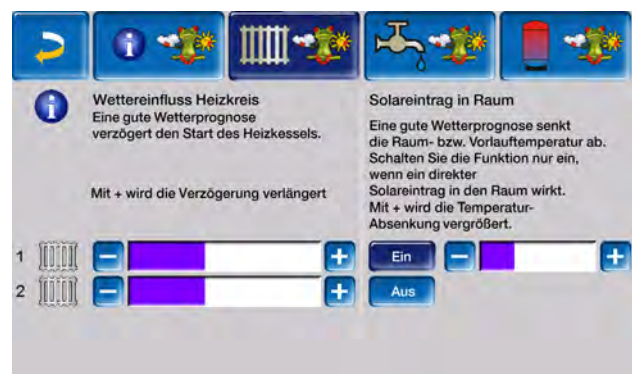 Wettereinfluss Heizkreis
Eine gute Wetterprognose
verzögert den Start des Heizkessels.
Mit + wird die Verzögerung verlängert
Solareintrag in Raum
Eine gute Wetterprognose senkt
die Raum- bzw. Vorlauftemperatur ab.
Schalten Sie die Funktion nur ein,
wenn ein direkter
Solareintrag in den Raum wirkt.
Mit + wird die Temperatur-
Absenkung vergrößert.
1 − + Ein − +
2 − + Aus